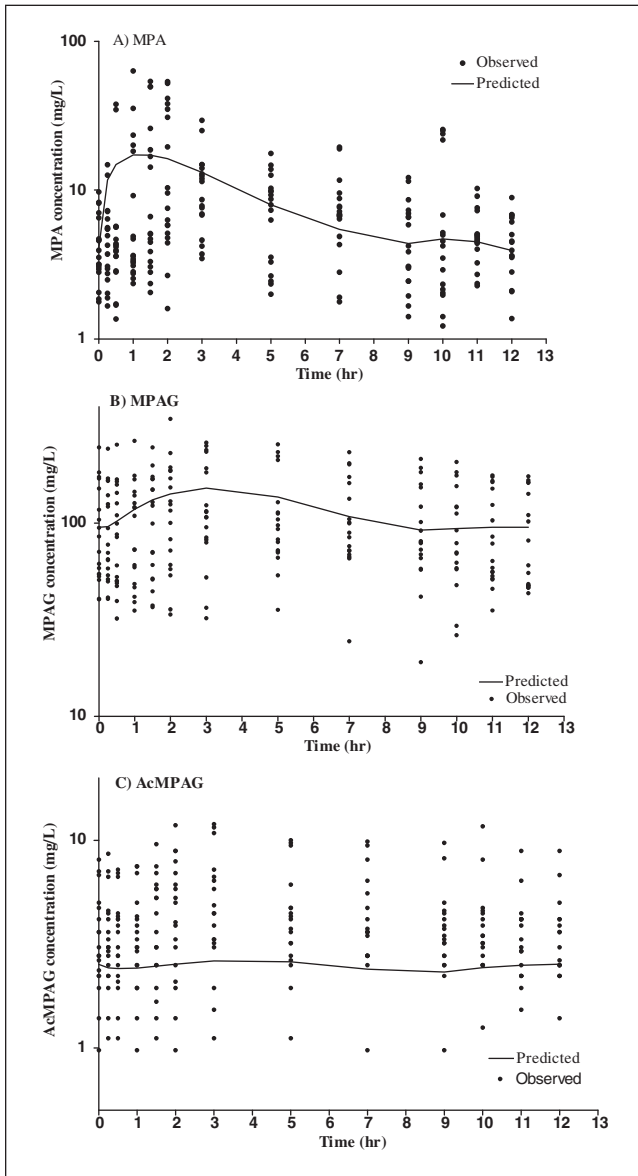 A) MPA
100
10
1
MPA concentration (mg/L)
Observed
Predicted
0 1 2 3 4 5 6 7 8 9 10 11 12 13
Time (hr)
B) MPAG
100
10
MPAG concentration (mg/L)
Predicted
Observed
0 1 2 3 4 5 6 7 8 9 10 11 12 13
Time (hr)
C) AcMPAG
10
1
AcMPAG concentration (mg/L)
Predicted
Observed
0 1 2 3 4 5 6 7 8 9 10 11 12 13
Time (hr)